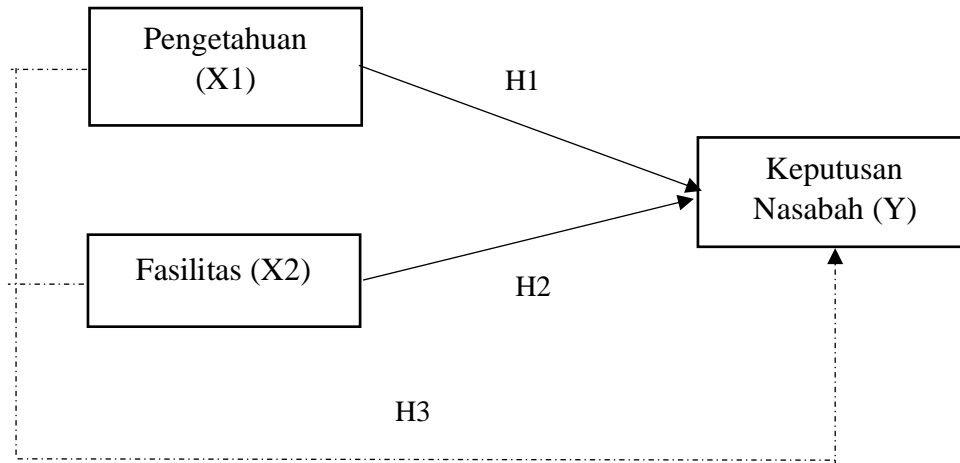 Pengetahuan
(X1)
H1
Keputusan
Nasabah (Y)
Fasilitas (X2)
H2
H3